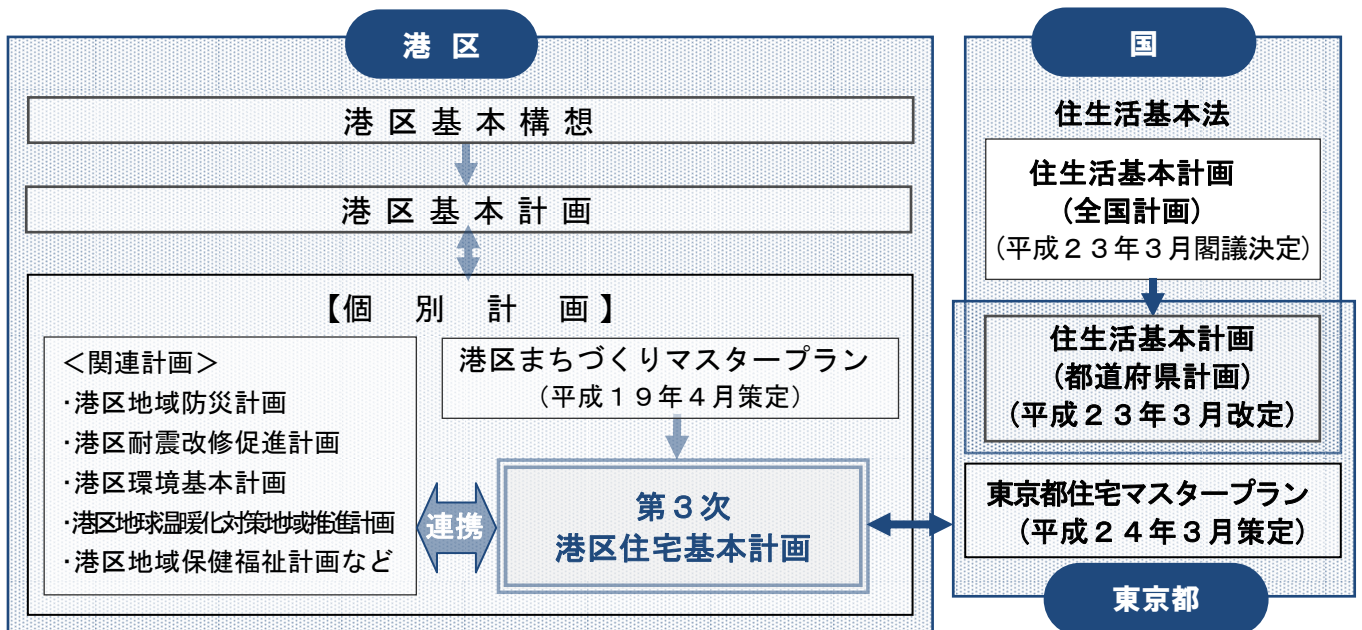 港 区
港 区 基 本 構 想
港 区 基 本 計 画
【個 別 計 画】
＜関連計画＞
・港区地域防災計画
・港区耐震改修促進計画
・港区環境基本計画
・港区地球温暖化対策地域推進計画
・港区地域保健福祉計画など
港区まちづくりマスタープラン
（平成１９年４月策定）
連携
第３次
港区住宅基本計画
国
住生活基本法
住生活基本計画
（全国計画）
（平成２３年３月閣議決定）
住生活基本計画
（都道府県計画）
（平成２３年３月改定）
東京都住宅マスタープラン
（平成２４年３月策定）
東京都